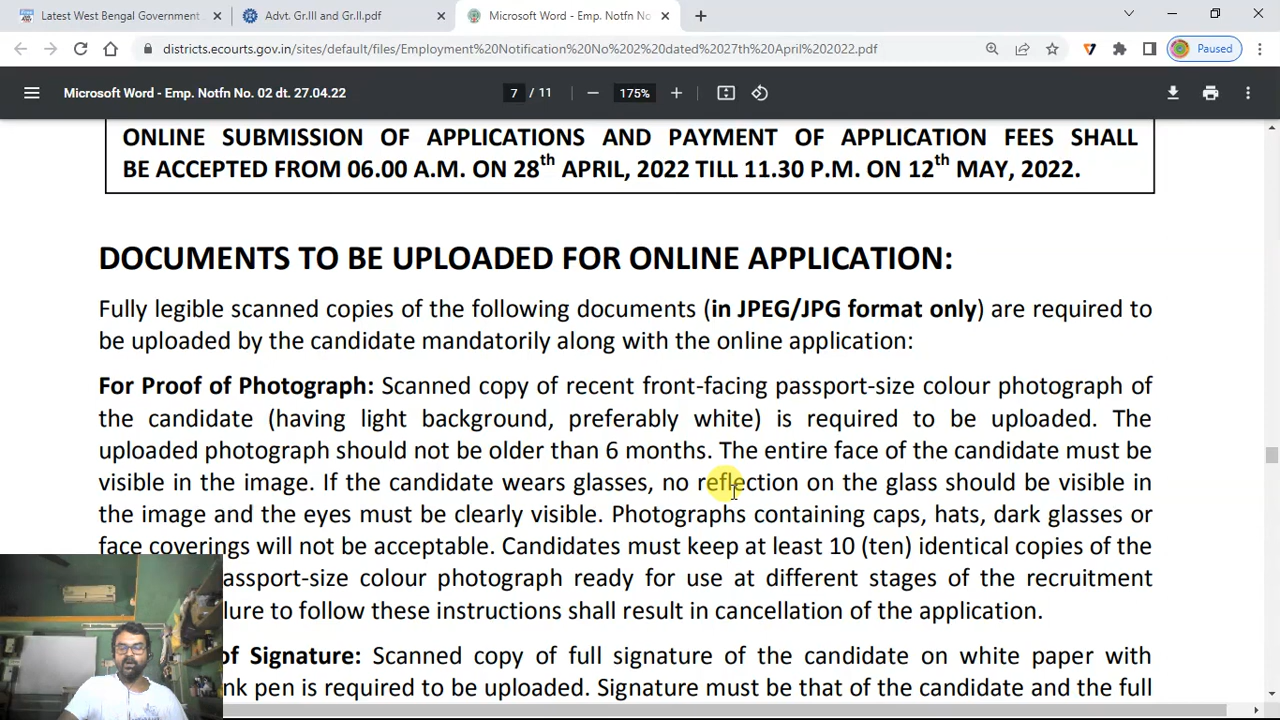 Latest West Bengal Government
Advt. Gr.III and Gr.II.pdf
Microsoft Word - Emp. Notfn No
districts.ecourts.gov.in/sites/default/files/Employment%20Notification%20No%202%20dated%2027th%20April%202022.pdf
Paused
Microsoft Word - Emp. Notfn No. 02 dt. 27.04.22
7 / 11
175%
ONLINE SUBMISSION OF APPLICATIONS AND PAYMENT OF APPLICATION FEES SHALL
BE ACCEPTED FROM 06.00 A.M. ON 28th APRIL, 2022 TILL 11.30 P.M. ON 12th MAY, 2022.
DOCUMENTS TO BE UPLOADED FOR ONLINE APPLICATION:
Fully legible scanned copies of the following documents (in JPEG/JPG format only) are required to
be uploaded by the candidate mandatorily along with the online application:
For Proof of Photograph: Scanned copy of recent front-facing passport-size colour photograph of
the candidate (having light background, preferably white) is required to be uploaded. The
uploaded photograph should not be older than 6 months. The entire face of the candidate must be
visible in the image. If the candidate wears glasses, no reflection on the glass should be visible in
the image and the eyes must be clearly visible. Photographs containing caps, hats, dark glasses or
face coverings will not be acceptable. Candidates must keep at least 10 (ten) identical copies of the
assport-size colour photograph ready for use at different stages of the recruitment
lure to follow these instructions shall result in cancellation of the application.
of Signature: Scanned copy of full signature of the candidate on white paper with
nk pen is required to be uploaded. Signature must be that of the candidate and the full